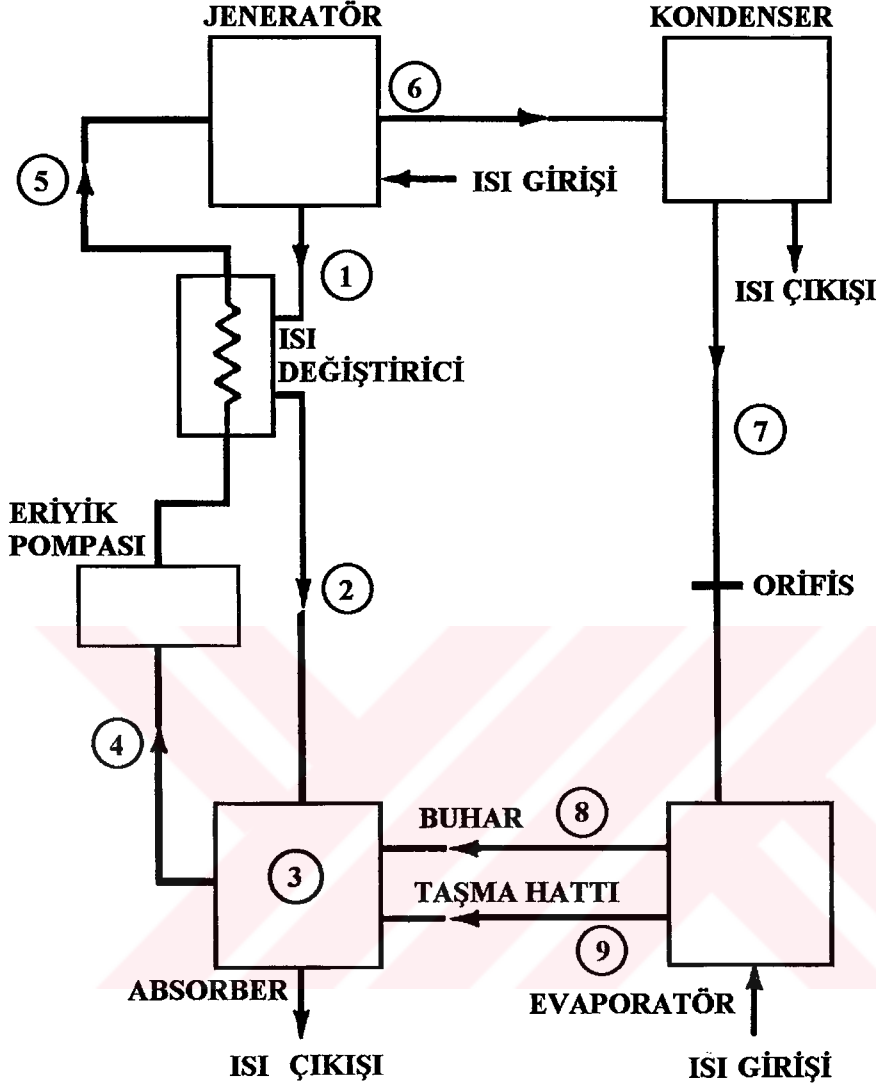 JENERATÖR
KONDENSER
6
5
ISI GİRİŞİ
1
ISI ÇIKIŞI
ISI
DEĞİŞTİRİCİ
7
ERİYİK
POMPASI
2
ORİFİS
4
BUHAR
8
3
TAŞMA HATTI
9
ABSORBER
EVAPORATÖR
ISI ÇIKIŞI
ISI GİRİŞİ